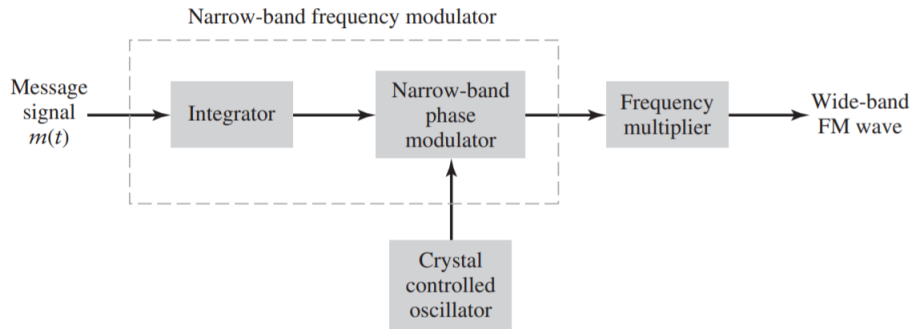 Narrow-band frequency modulator
Message
signal
m(t)
Integrator
Narrow-band
phase
modulator
Frequency
multiplier
Wide-band
FM wave
Crystal
controlled
oscillator